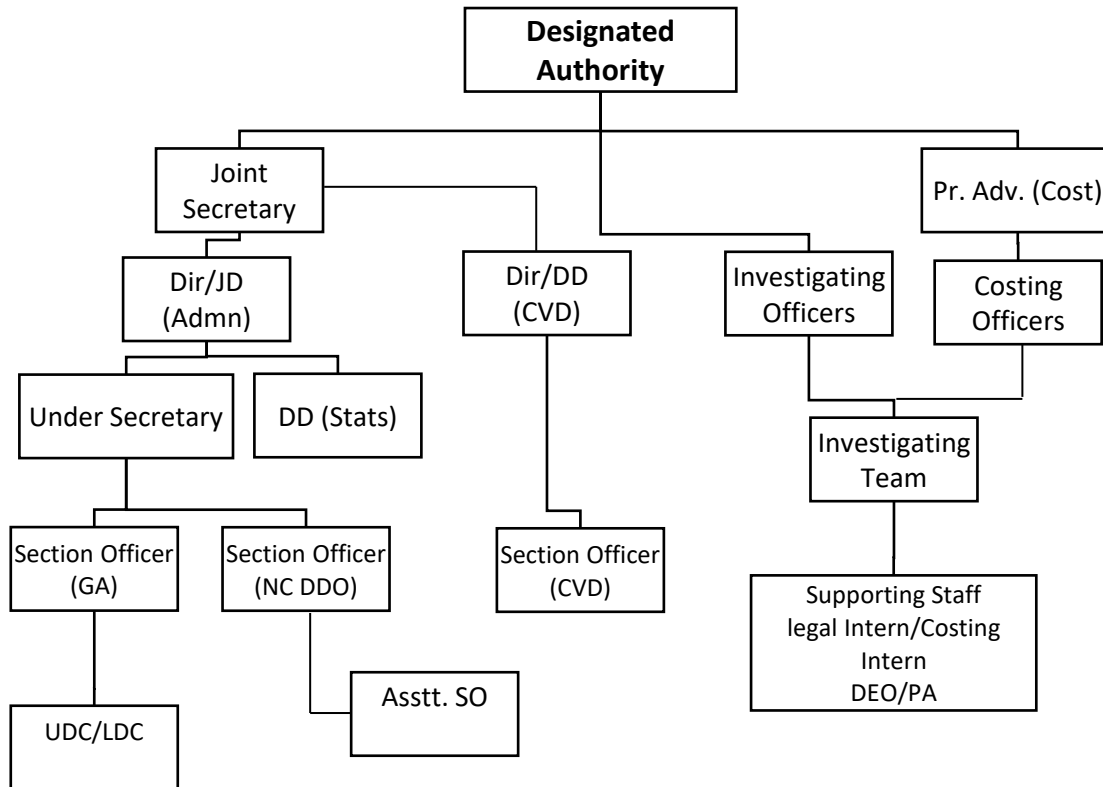 Designated
Authority
Joint
Secretary
Pr. Adv. (Cost)
Dir/JD
(Admn)
Dir/DD
(CVD)
Investigating
Officers
Costing
Officers
Under Secretary
DD (Stats)
Investigating
Team
Section Officer
(GA)
Section Officer
(NC DDO)
Section Officer
(CVD)
Supporting Staff
legal Intern/Costing
Intern
DEO/PA
Asstt. SO
UDC/LDC